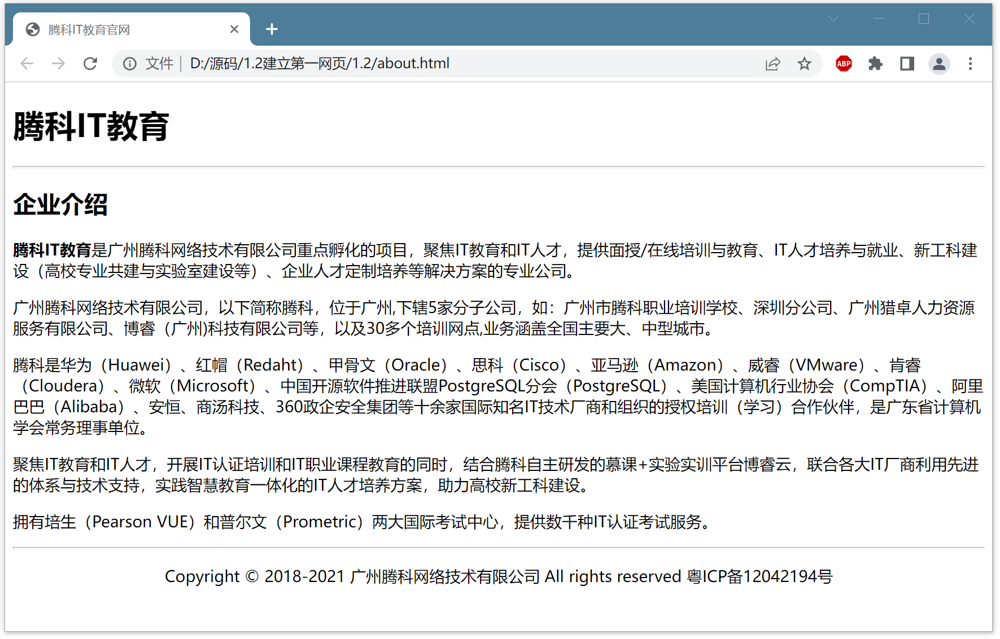 腾科IT教育官网
文件 | D:/源码/1.2建立第一网页/1.2/about.html
ABP
腾科IT教育
企业介绍
腾科IT教育是广州腾科网络技术有限公司重点孵化的项目，聚焦IT教育和IT人才，提供面授/在线培训与教育、IT人才培养与就业、新工科建
设（高校专业共建与实验室建设等）、企业人才定制培养等解决方案的专业公司。
广州腾科网络技术有限公司，以下简称腾科，位于广州,下辖5家分子公司，如：广州市腾科职业培训学校、深圳分公司、广州猎卓人力资源
服务有限公司、博睿（广州)科技有限公司等，以及30多个培训网点,业务涵盖全国主要大、中型城市。
腾科是华为（Huawei）、红帽（Redaht）、甲骨文（Oracle）、思科（Cisco）、亚马逊（Amazon）、威睿（VMware）、肯睿
（Cloudera）、微软（Microsoft）、中国开源软件推进联盟PostgreSQL分会（PostgreSQL）、美国计算机行业协会（CompTIA）、阿里
巴巴（Alibaba）、安恒、商汤科技、360政企安全集团等十余家国际知名IT技术厂商和组织的授权培训（学习）合作伙伴，是广东省计算机
学会常务理事单位。
聚焦IT教育和IT人才，开展IT认证培训和IT职业课程教育的同时，结合腾科自主研发的慕课+实验实训平台博睿云，联合各大IT厂商利用先进
的体系与技术支持，实践智慧教育一体化的IT人才培养方案，助力高校新工科建设。
拥有培生（Pearson VUE）和普尔文（Prometric）两大国际考试中心，提供数千种IT认证考试服务。
Copyright © 2018-2021 广州腾科网络技术有限公司 All rights reserved 粤ICP备12042194号